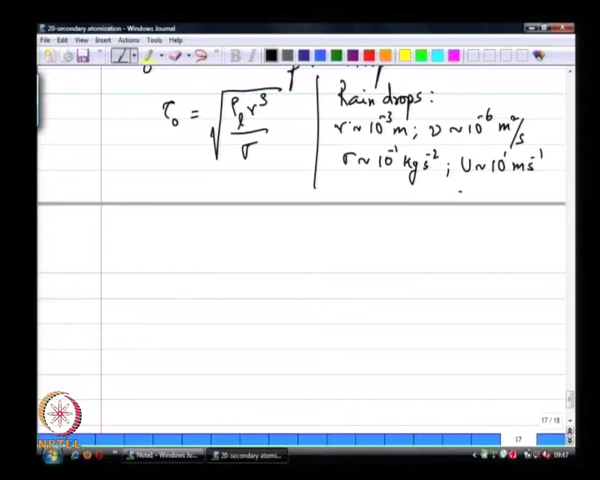 20-secondary atomization - Windows Journal
File Edit View Insert Actions Tools Help
τ₀ = √(ρₗ r³ / σ)
Rain drops :
r ~ 10⁻³ m ; ν ~ 10⁻⁶ m²/s
σ ~ 10⁻¹ kg s⁻² ; U ~ 10¹ m s⁻¹
17 / 18
NPTEL
17
Note1 - Windows Jo...
20-secondary atomi...
09:47